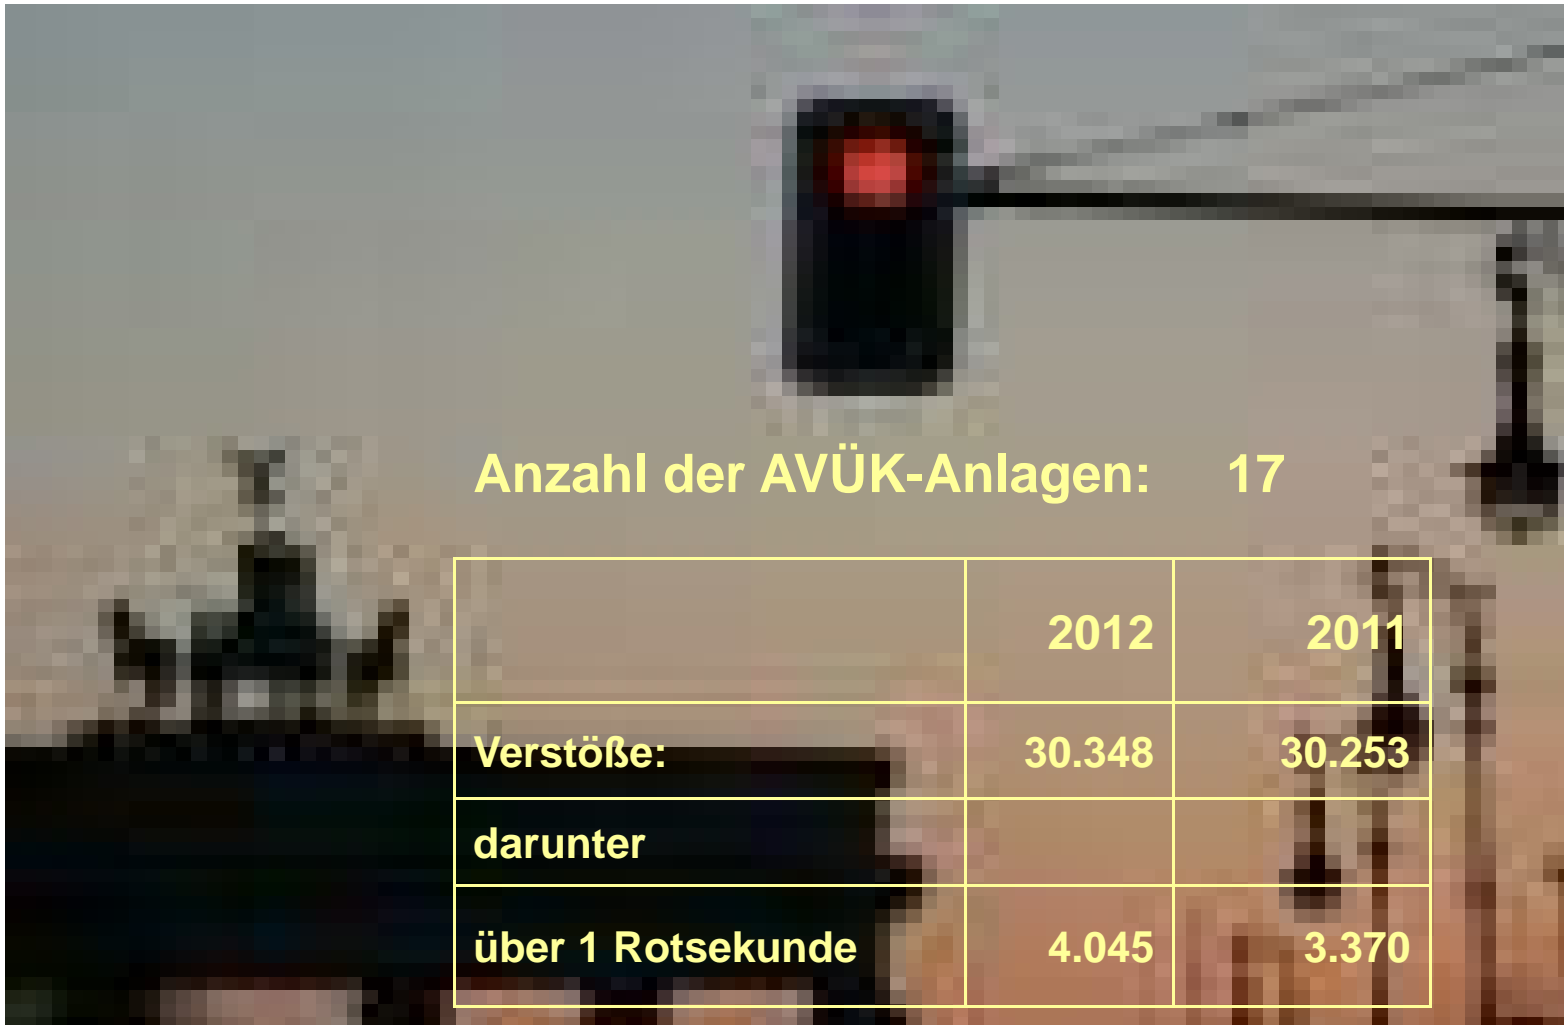 Anzahl der AVÜK-Anlagen: 17
2012 2011
Verstöße: 30.348 30.253
darunter
über 1 Rotsekunde 4.045 3.370